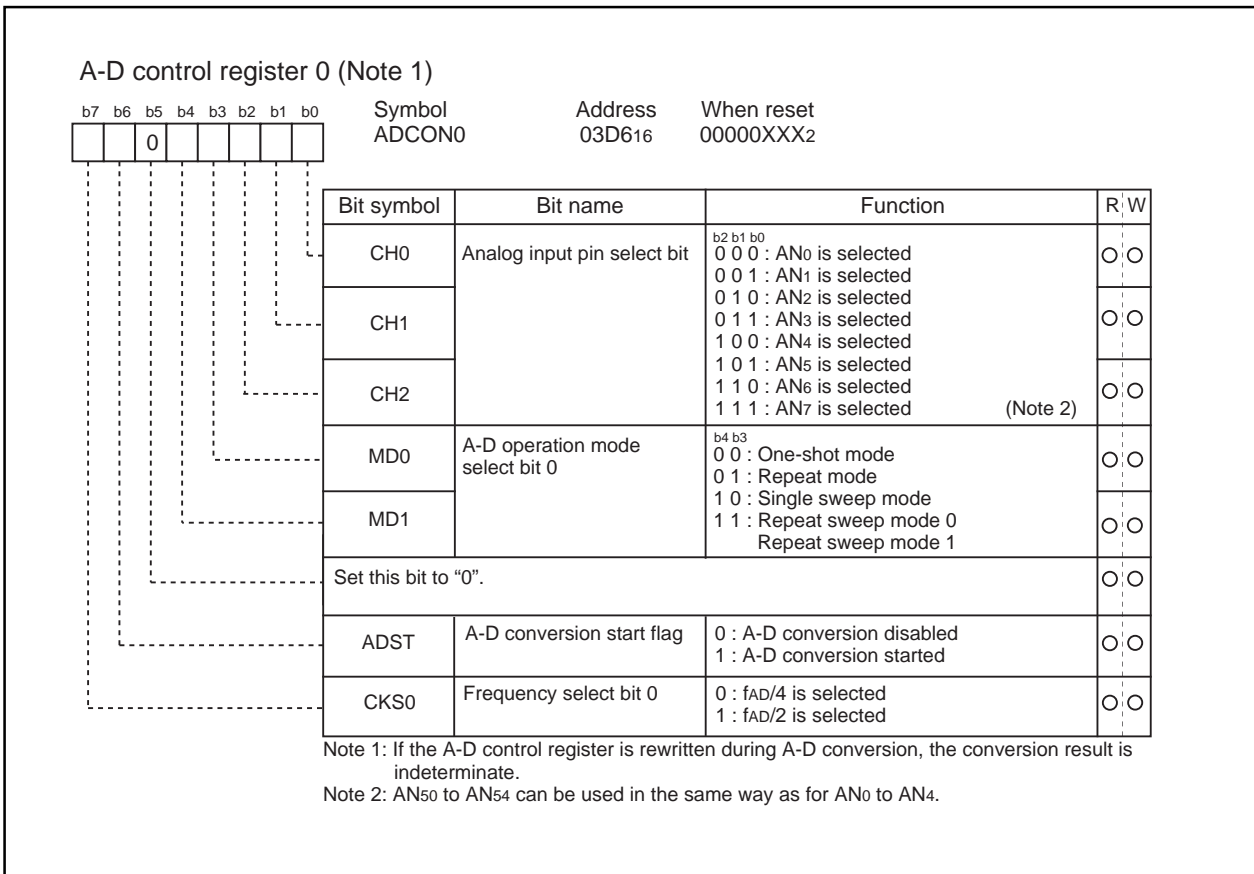 A-D control register 0 (Note 1)
b7 b6 b5 b4 b3 b2 b1 b0
0
Symbol Address When reset
ADCON0 03D616 00000XXX2
Bit symbol Bit name Function R W
CH0 Analog input pin select bit
b2 b1 b0
0 0 0 : AN0 is selected
0 0 1 : AN1 is selected
0 1 0 : AN2 is selected
0 1 1 : AN3 is selected
1 0 0 : AN4 is selected
1 0 1 : AN5 is selected
1 1 0 : AN6 is selected
1 1 1 : AN7 is selected (Note 2)
CH1
CH2
MD0 A-D operation mode
select bit 0
b4 b3
0 0 : One-shot mode
0 1 : Repeat mode
1 0 : Single sweep mode
1 1 : Repeat sweep mode 0
Repeat sweep mode 1
MD1
Set this bit to “0”.
ADST A-D conversion start flag 0 : A-D conversion disabled
1 : A-D conversion started
CKS0 Frequency select bit 0 0 : fAD/4 is selected
1 : fAD/2 is selected
Note 1: If the A-D control register is rewritten during A-D conversion, the conversion result is
indeterminate.
Note 2: AN50 to AN54 can be used in the same way as for AN0 to AN4.